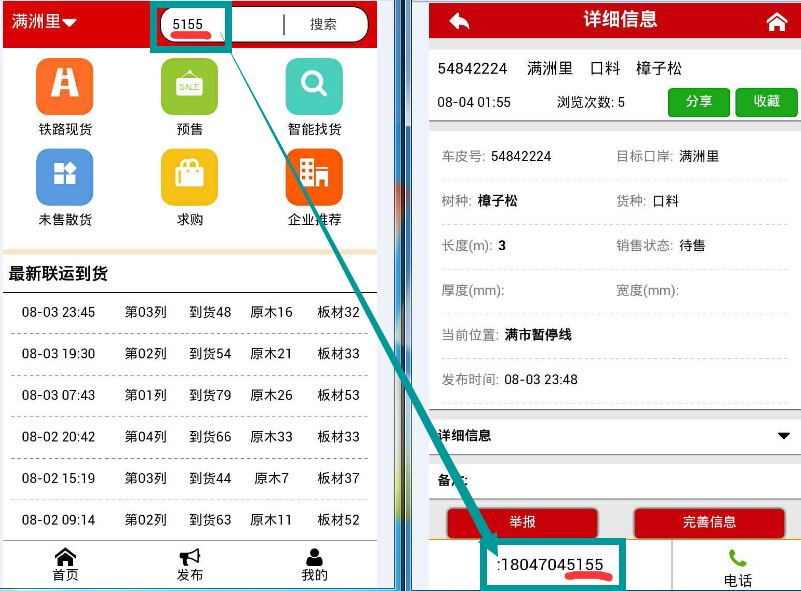 满洲里 5155 搜索
铁路现货 预售 智能找货
SALE
未售散货 求购 企业推荐
最新联运到货
08-03 23:45 第03列 到货48 原木16 板材32
08-03 19:30 第02列 到货54 原木21 板材33
08-03 07:43 第01列 到货79 原木26 板材53
08-02 20:42 第04列 到货66 原木33 板材33
08-02 15:19 第03列 到货44 原木7 板材37
08-02 09:14 第02列 到货63 原木11 板材52
首页 发布 我的
详细信息
54842224 满洲里 口料 樟子松
08-04 01:55 浏览次数: 5 分享 收藏
车皮号: 54842224 目标口岸: 满洲里
树种: 樟子松 货种: 口料
长度(m): 3 销售状态: 待售
厚度(mm): 宽度(mm):
当前位置: 满市暂停线
发布时间: 08-03 23:48
详细信息
备注:
举报 完善信息
:18047045155 电话